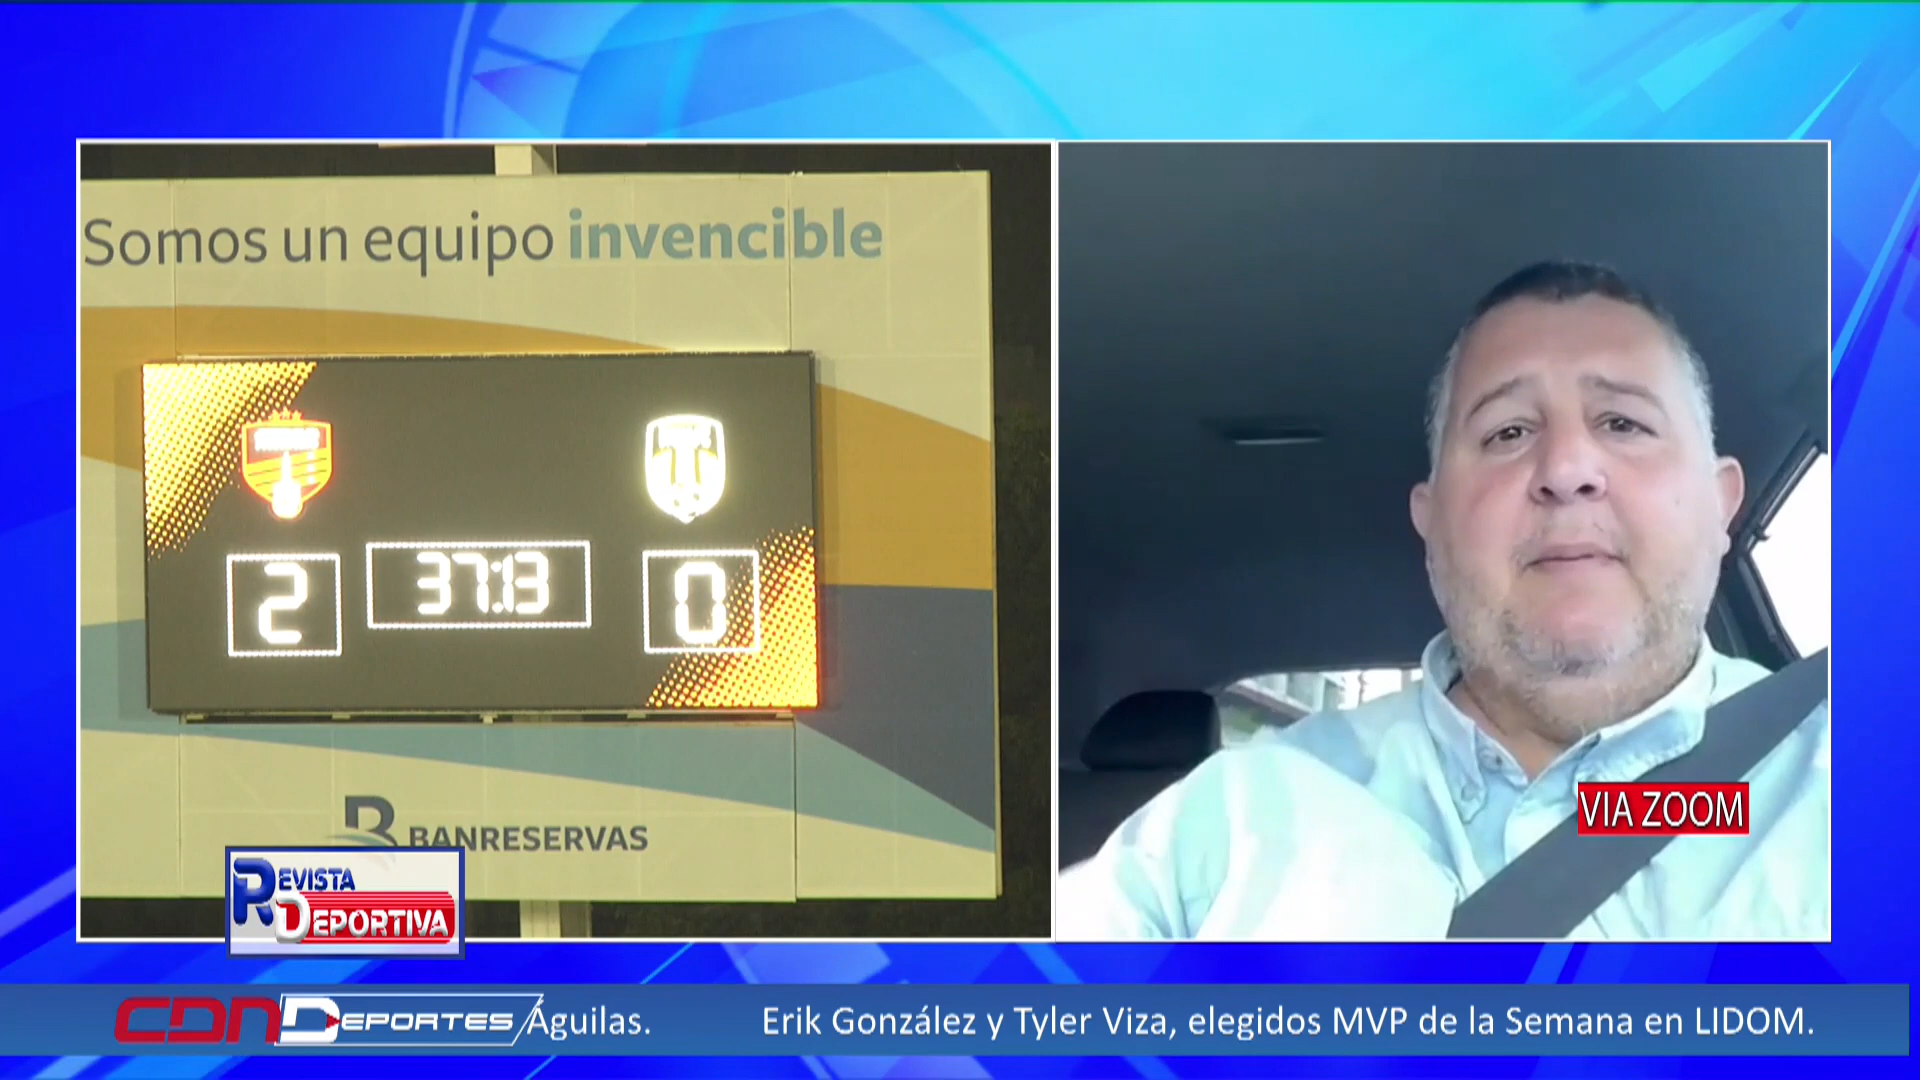 Somos un equipo invencible
2
37:13
0
BANRESERVAS
VIA ZOOM
REVISTA
DEPORTIVA
CDN DEPORTES
Águilas. Erik González y Tyler Viza, elegidos MVP de la Semana en LIDOM.